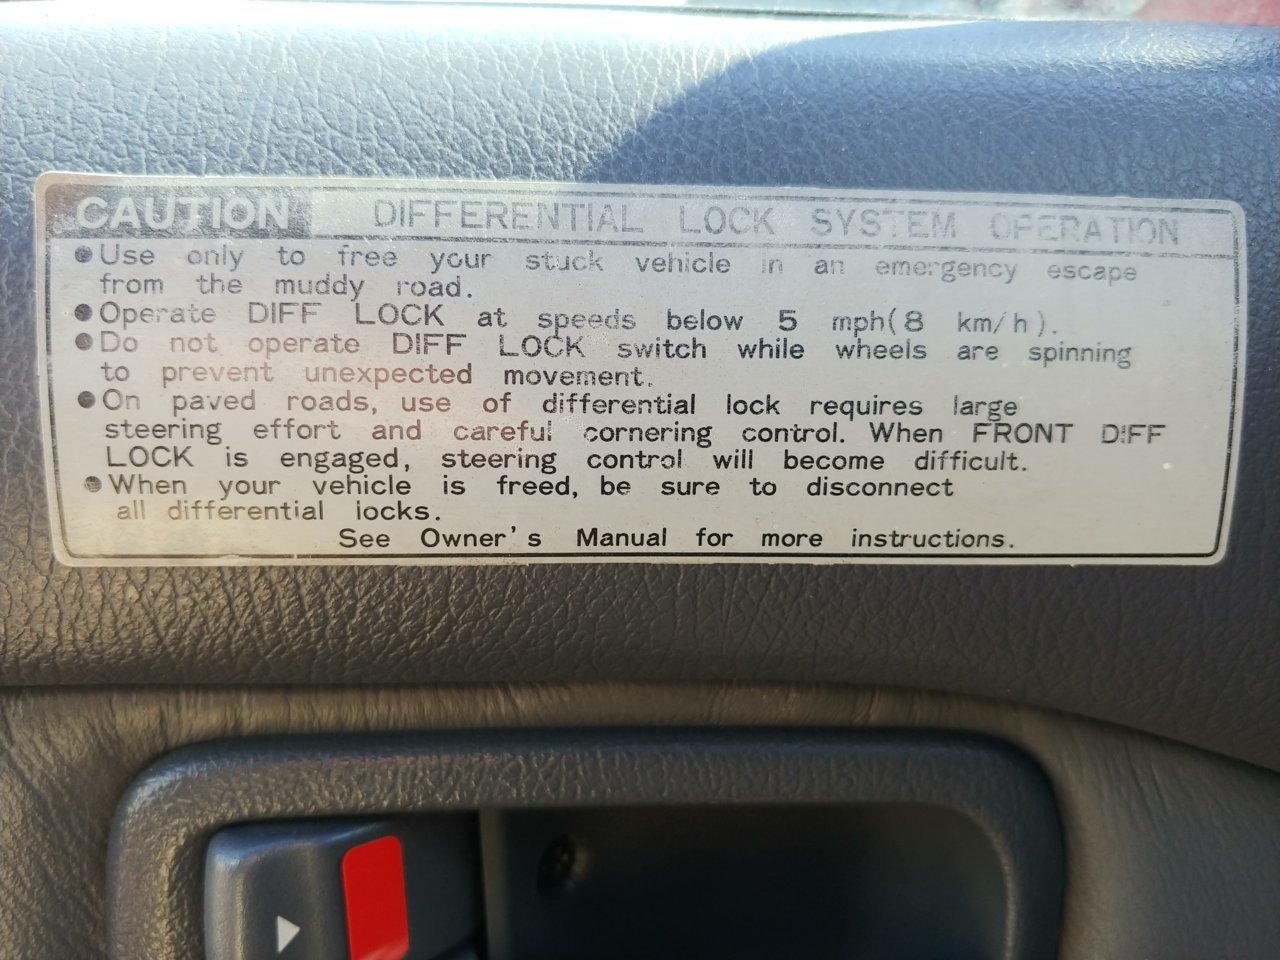 CAUTION DIFFERENTIAL LOCK SYSTEM OPERATION
●Use only to free your stuck vehicle in an emergency escape
from the muddy road.
●Operate DIFF LOCK at speeds below 5 mph(8 km/h).
●Do not operate DIFF LOCK switch while wheels are spinning
to prevent unexpected movement.
●On paved roads, use of differential lock requires large
steering effort and careful cornering control. When FRONT DIFF
LOCK is engaged, steering control will become difficult.
●When your vehicle is freed, be sure to disconnect
all differential locks.
See Owner's Manual for more instructions.